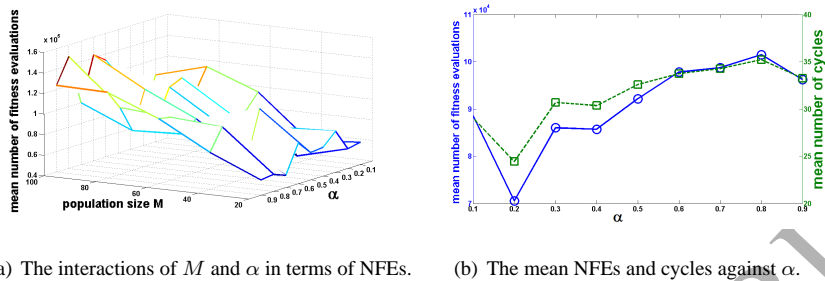 x 10⁵
1.6
1.4
1.2
1
0.8
0.6
0.4
mean number of fitness evaluations
100
80
60
40
20
population size M
0.9
0.8
0.7
0.6
0.5
0.4
0.3
0.2
0.1
α
) The interactions of M and α in terms of NFEs.
x 10⁴
11
10
9
8
7
mean number of fitness evaluations
0.1 0.2 0.3 0.4 0.5 0.6 0.7 0.8 0.9
α
40
35
30
25
20
mean number of cycles
(b) The mean NFEs and cycles against α.